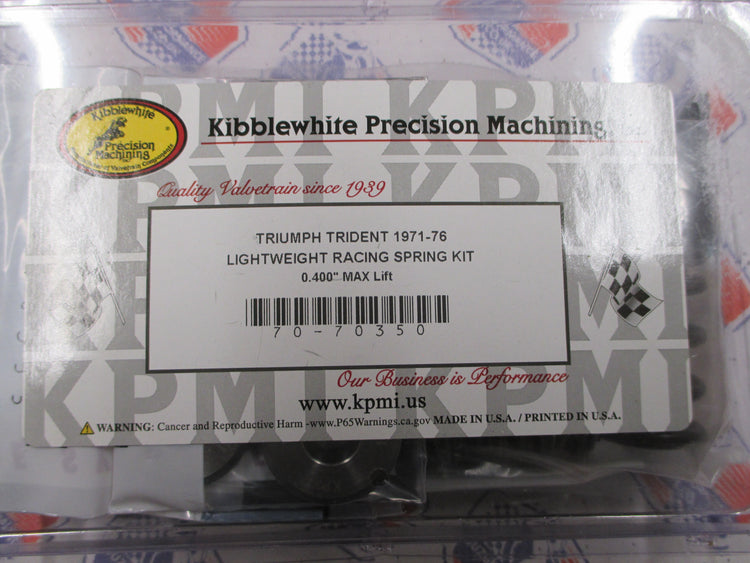 Kibblewhite
Precision
Machining
Kibblewhite Precision Machining
Quality Valvetrain since 1939
TRIUMPH TRIDENT 1971-76
LIGHTWEIGHT RACING SPRING KIT
0.400" MAX Lift
70-70350
Our Business is Performance
www.kpmi.us
WARNING: Cancer and Reproductive Harm -www.P65Warnings.ca.gov MADE IN U.S.A. / PRINTED IN U.S.A.
KPMI